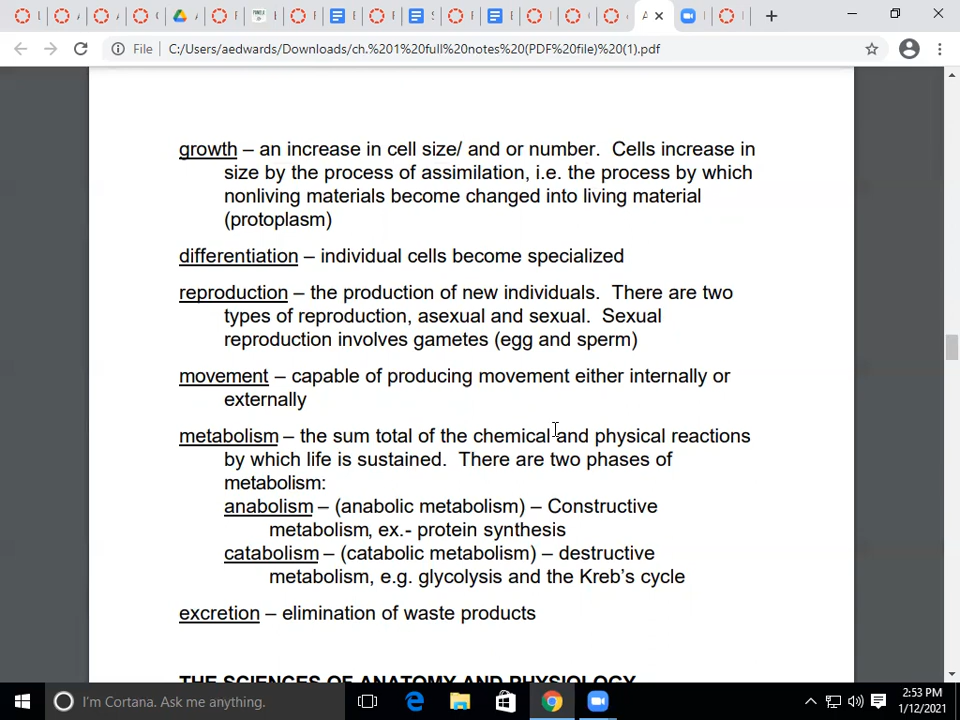 File
C:/Users/aedwards/Downloads/ch.%201%20full%20notes%20(PDF%20file)%20(1).pdf
growth – an increase in cell size/ and or number.  Cells increase in
size by the process of assimilation, i.e. the process by which
nonliving materials become changed into living material
(protoplasm)
differentiation – individual cells become specialized
reproduction – the production of new individuals.  There are two
types of reproduction, asexual and sexual.  Sexual
reproduction involves gametes (egg and sperm)
movement – capable of producing movement either internally or
externally
metabolism – the sum total of the chemical and physical reactions
by which life is sustained.  There are two phases of
metabolism:
anabolism – (anabolic metabolism) – Constructive
metabolism, ex.- protein synthesis
catabolism – (catabolic metabolism) – destructive
metabolism, e.g. glycolysis and the Kreb’s cycle
excretion – elimination of waste products
THE SCIENCES OF ANATOMY AND PHYSIOLOGY
I'm Cortana. Ask me anything.
2:53 PM
1/12/2021